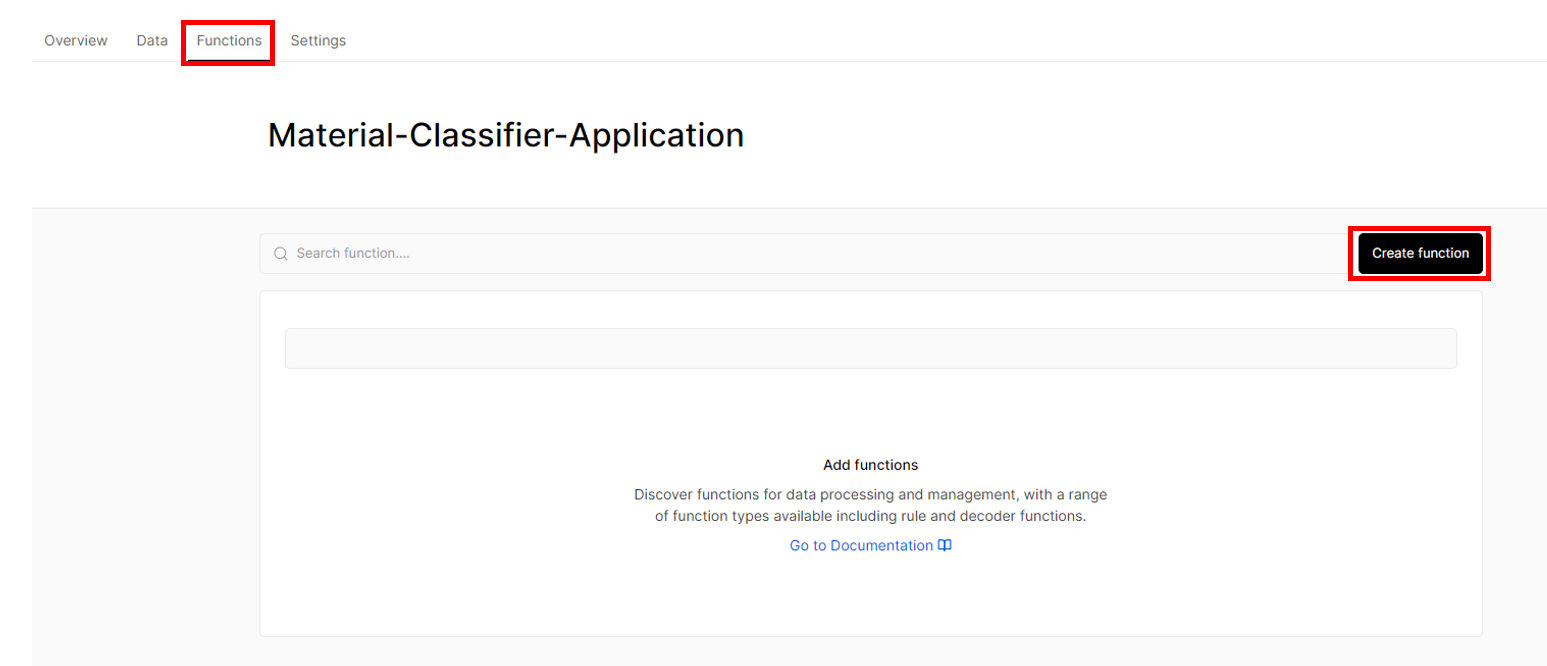 Overview Data Functions Settings
Material-Classifier-Application
Search function....
Create function
Add functions
Discover functions for data processing and management, with a range
of function types available including rule and decoder functions.
Go to Documentation